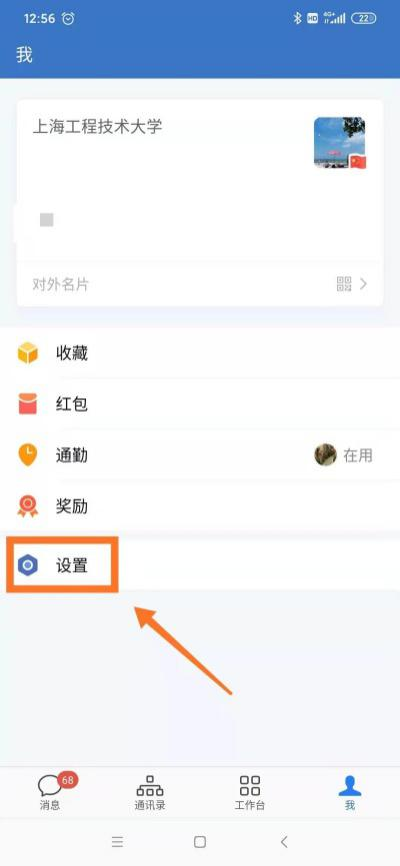 12:56 HD 4G+ 22
我
上海工程技术大学
对外名片
收藏
红包
通勤 在用
奖励
设置
68
消息 通讯录 工作台 我